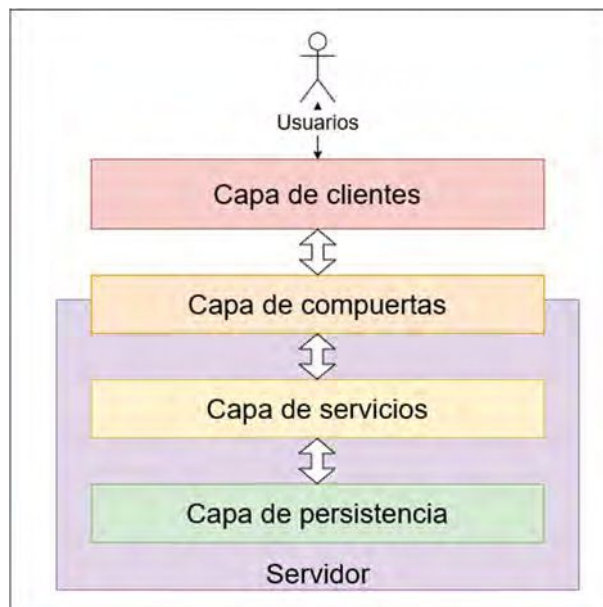 Usuarios
Capa de clientes
Capa de compuertas
Capa de servicios
Capa de persistencia
Servidor